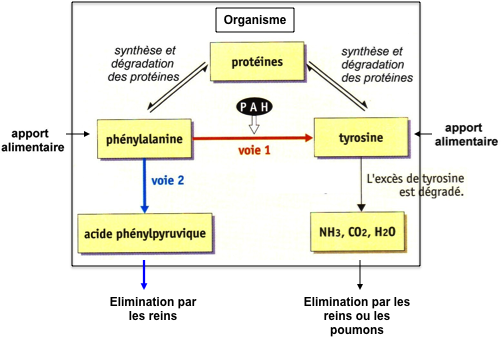 Organisme
synthèse et
dégradation
des protéines
protéines
synthèse et
dégradation
des protéines
PAH
apport
alimentaire
phénylalanine
voie 1
tyrosine
apport
alimentaire
voie 2
L'excés de tyrosine
est dégradé.
acide phénylpyruvique
NH3, CO2, H2O
Elimination par
les reins
Elimination par les
reins ou les
poumons